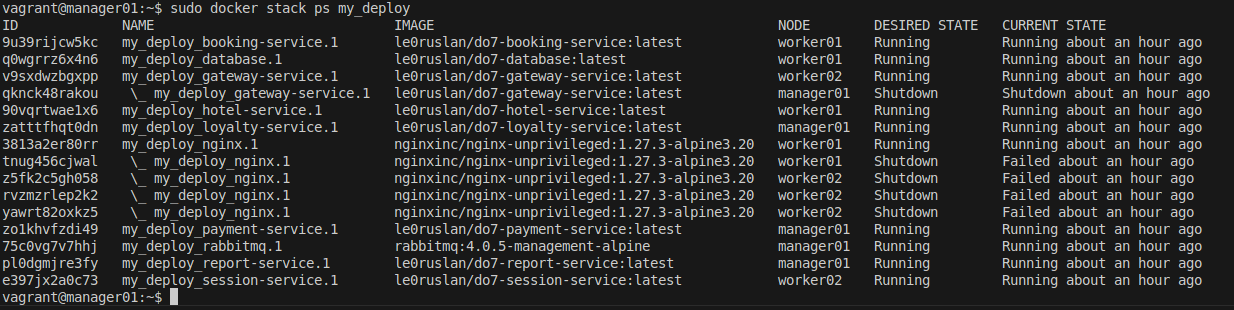 vagrant@manager01:~$ sudo docker stack ps my_deploy
ID             NAME                              IMAGE                                         NODE        DESIRED STATE   CURRENT STATE
9u39rijcw5kc   my_deploy_booking-service.1       le0ruslan/do7-booking-service:latest          worker01    Running         Running about an hour ago
q0wgrrz6x4n6   my_deploy_database.1              le0ruslan/do7-database:latest                 worker01    Running         Running about an hour ago
v9sxdwzbgxpp   my_deploy_gateway-service.1       le0ruslan/do7-gateway-service:latest          worker02    Running         Running about an hour ago
qknck48rakou    \_ my_deploy_gateway-service.1   le0ruslan/do7-gateway-service:latest          manager01   Shutdown        Shutdown about an hour ago
90vqrtwae1x6   my_deploy_hotel-service.1         le0ruslan/do7-hotel-service:latest            worker01    Running         Running about an hour ago
zatttfhqt0dn   my_deploy_loyalty-service.1       le0ruslan/do7-loyalty-service:latest          manager01   Running         Running about an hour ago
3813a2er80rr   my_deploy_nginx.1                 nginxinc/nginx-unprivileged:1.27.3-alpine3.20   worker01    Running         Running about an hour ago
tnug456cjwal    \_ my_deploy_nginx.1             nginxinc/nginx-unprivileged:1.27.3-alpine3.20   worker01    Shutdown        Failed about an hour ago
z5fk2c5gh058    \_ my_deploy_nginx.1             nginxinc/nginx-unprivileged:1.27.3-alpine3.20   worker02    Shutdown        Failed about an hour ago
rvzmzrlep2k2    \_ my_deploy_nginx.1             nginxinc/nginx-unprivileged:1.27.3-alpine3.20   worker02    Shutdown        Failed about an hour ago
yawrt82oxkz5    \_ my_deploy_nginx.1             nginxinc/nginx-unprivileged:1.27.3-alpine3.20   worker02    Shutdown        Failed about an hour ago
zo1khvfzdi49   my_deploy_payment-service.1       le0ruslan/do7-payment-service:latest          manager01   Running         Running about an hour ago
75c0vg7v7hhj   my_deploy_rabbitmq.1              rabbitmq:4.0.5-management-alpine              manager01   Running         Running about an hour ago
pl0dgmjre3fy   my_deploy_report-service.1        le0ruslan/do7-report-service:latest           manager01   Running         Running about an hour ago
e397jx2a0c73   my_deploy_session-service.1       le0ruslan/do7-session-service:latest          worker02    Running         Running about an hour ago
vagrant@manager01:~$